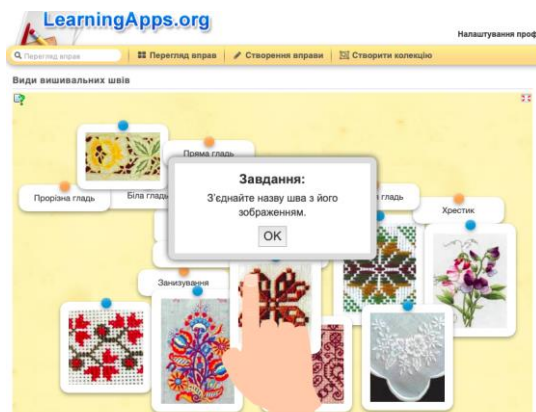 LearningApps.org
Налаштування проф
Перегляд вправ
Перегляд вправ
Створення вправи
Створити колекцію
Види вишивальних швів
Пряма гладь
Прорізна гладь
Біла гладь
гладь
Хрестик
Завдання:
З'єднайте назву шва з його
зображенням.
OK
Занизування